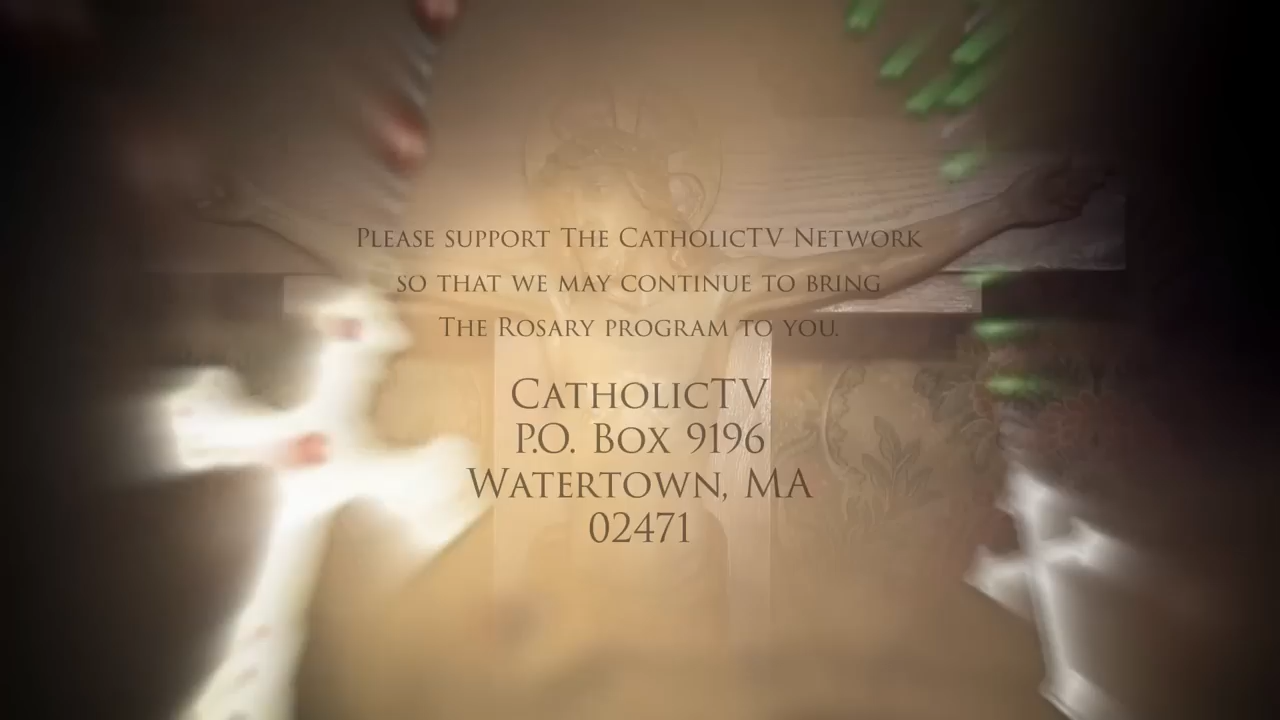 Please support The CatholicTV Network
so that we may continue to bring
The Rosary program to you.
CatholicTV
P.O. Box 9196
Watertown, MA
02471